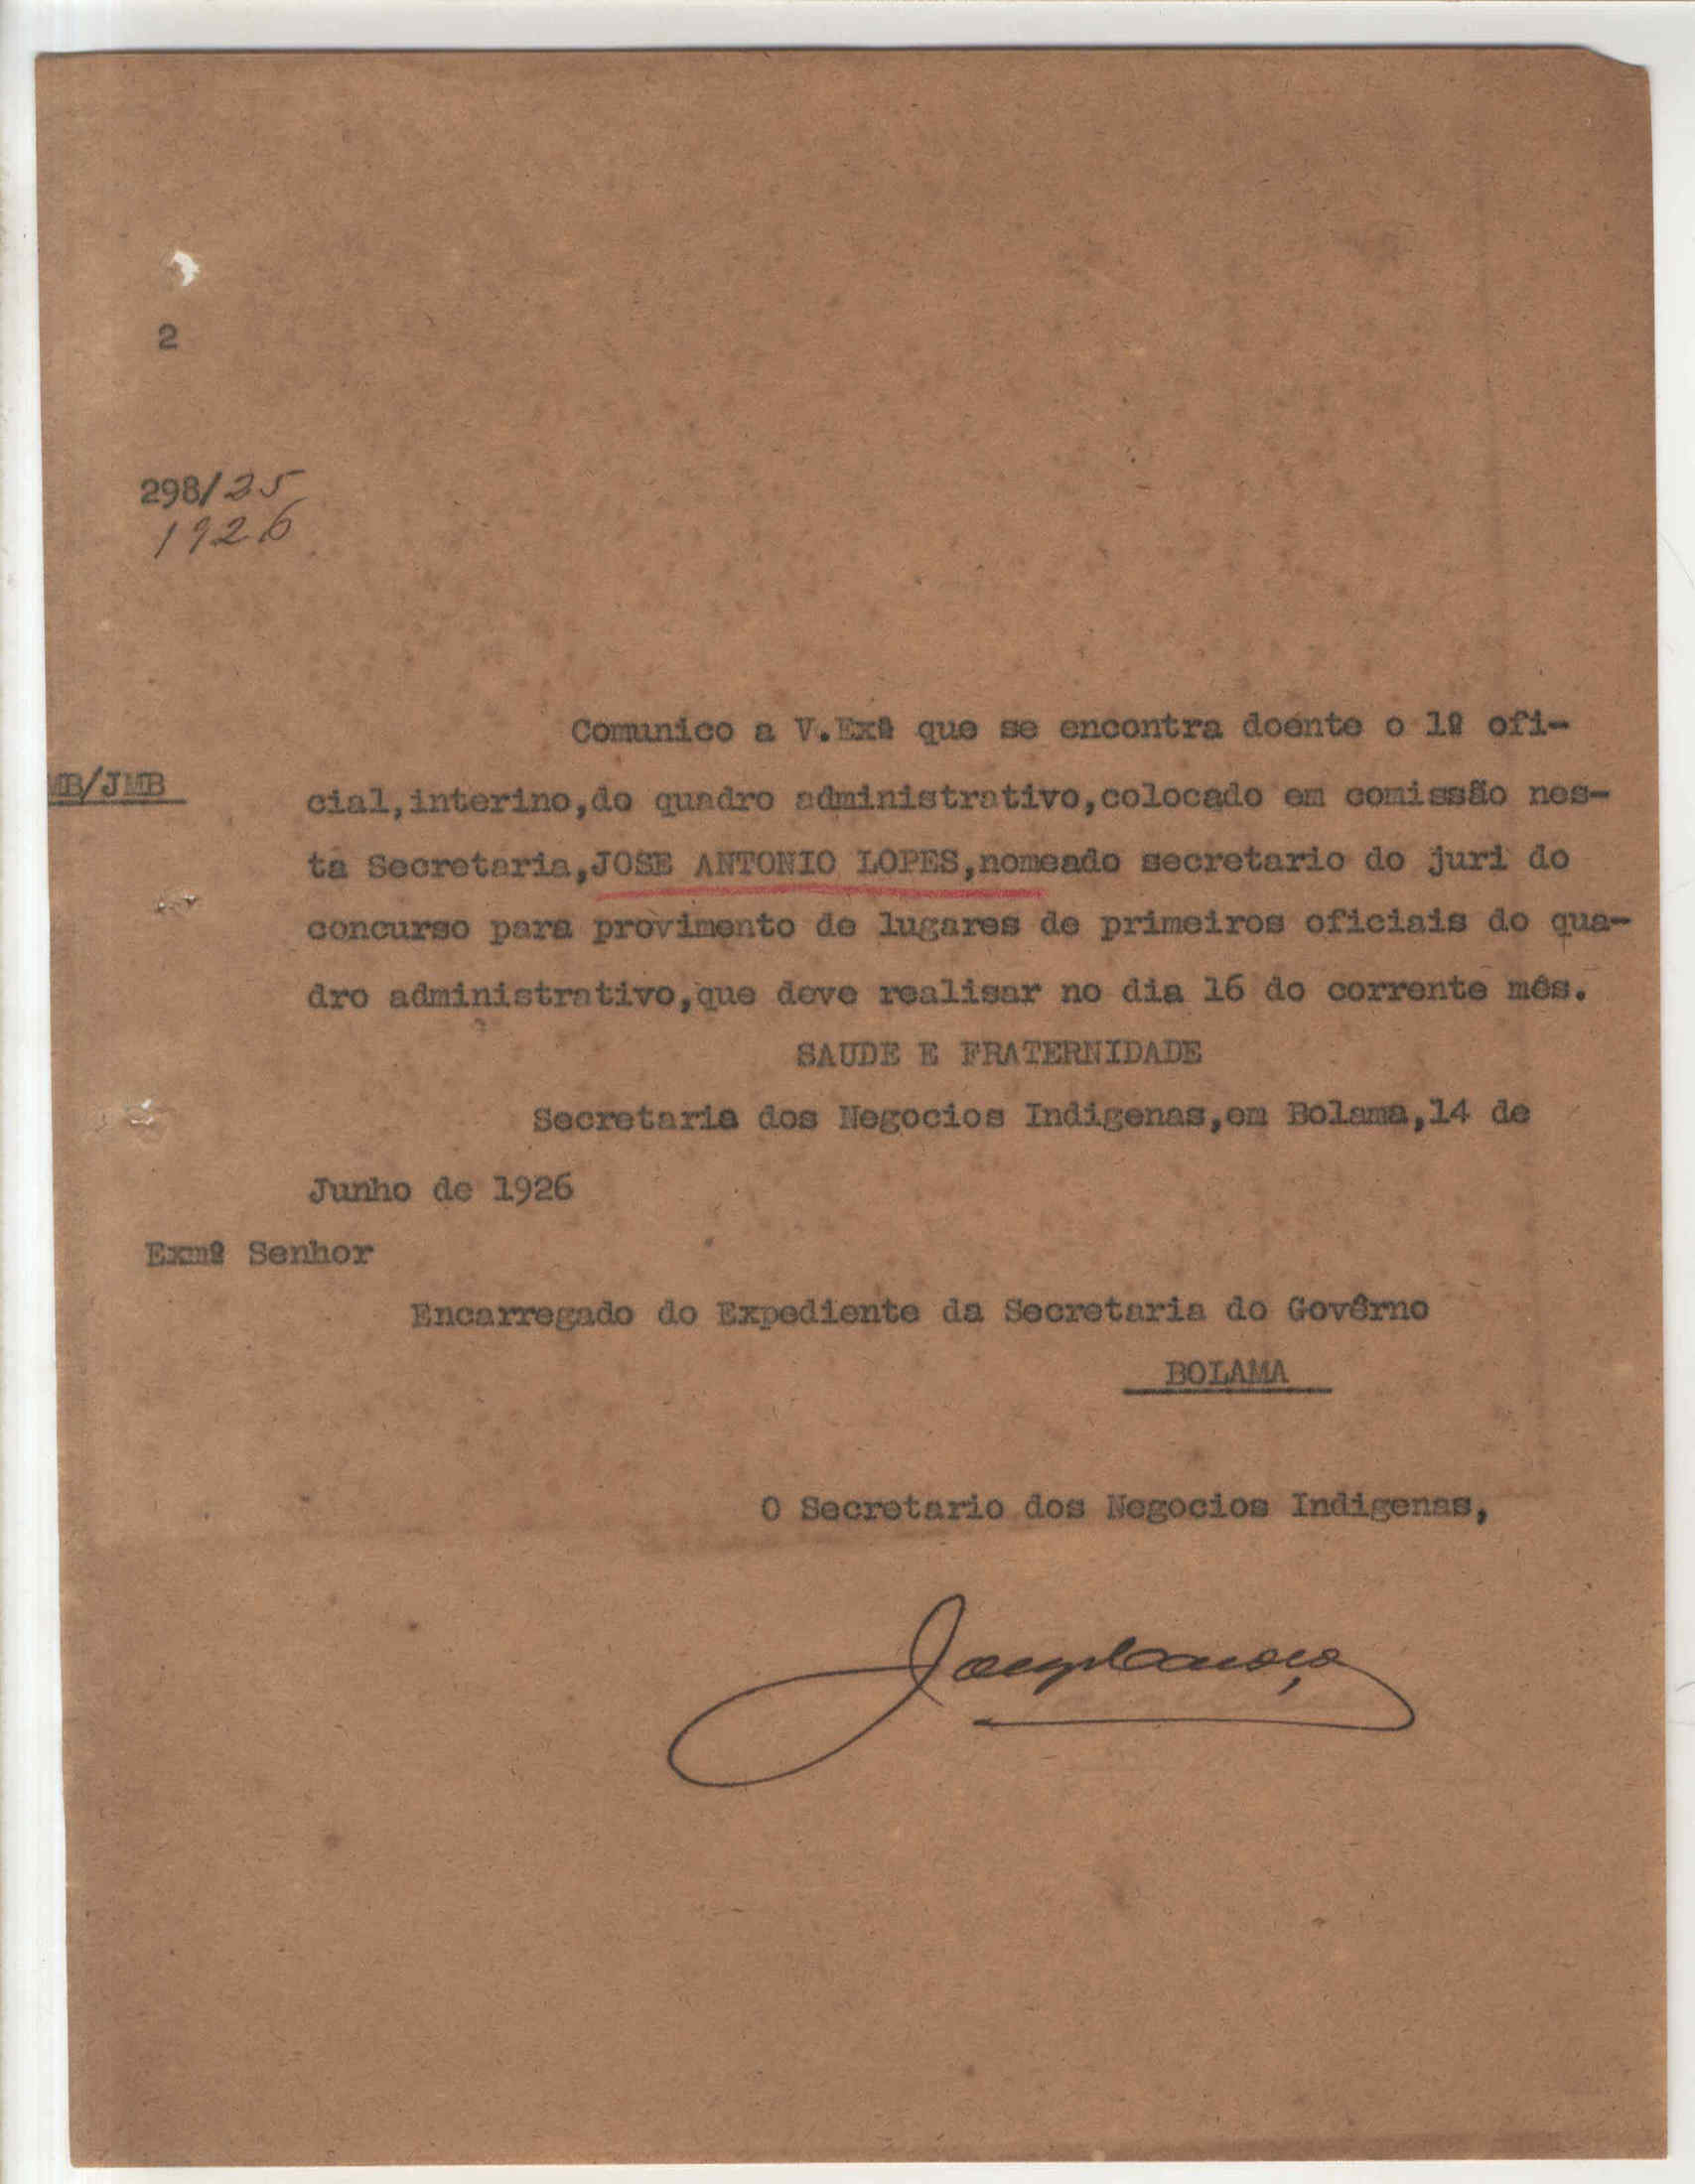 2
298/25
1926
Comunico a V.Exª que se encontra doente o 1º ofi-
MB/JMB
cial,interino,do quadro administrativo,colocado em comissão nes-
ta Secretaria,JOSE ANTONIO LOPES,nomeado secretario do juri do
concurso para provimento de lugares de primeiros oficiais do qua-
dro administrativo,que deve realisar no dia 16 do corrente mês.
SAUDE E FRATERNIDADE
Secretaria dos Negocios Indigenas,em Bolama,14 de
Junho de 1926
Exmº Senhor
Encarregado do Expediente da Secretaria do Govêrno
BOLAMA
O Secretario dos Negocios Indigenas,